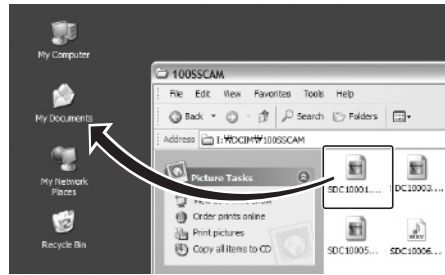 My Computer
My Documents
My Network
Places
Recycle Bin
100SSCAM
File Edit View Favorites Tools Help
Back Search Folders
Address I:₩DCIM₩100SSCAM
Picture Tasks
Order prints online
Print pictures
Copy all items to CD
SDC10001....
SDC10003....
SDC10005...
SDC10006...